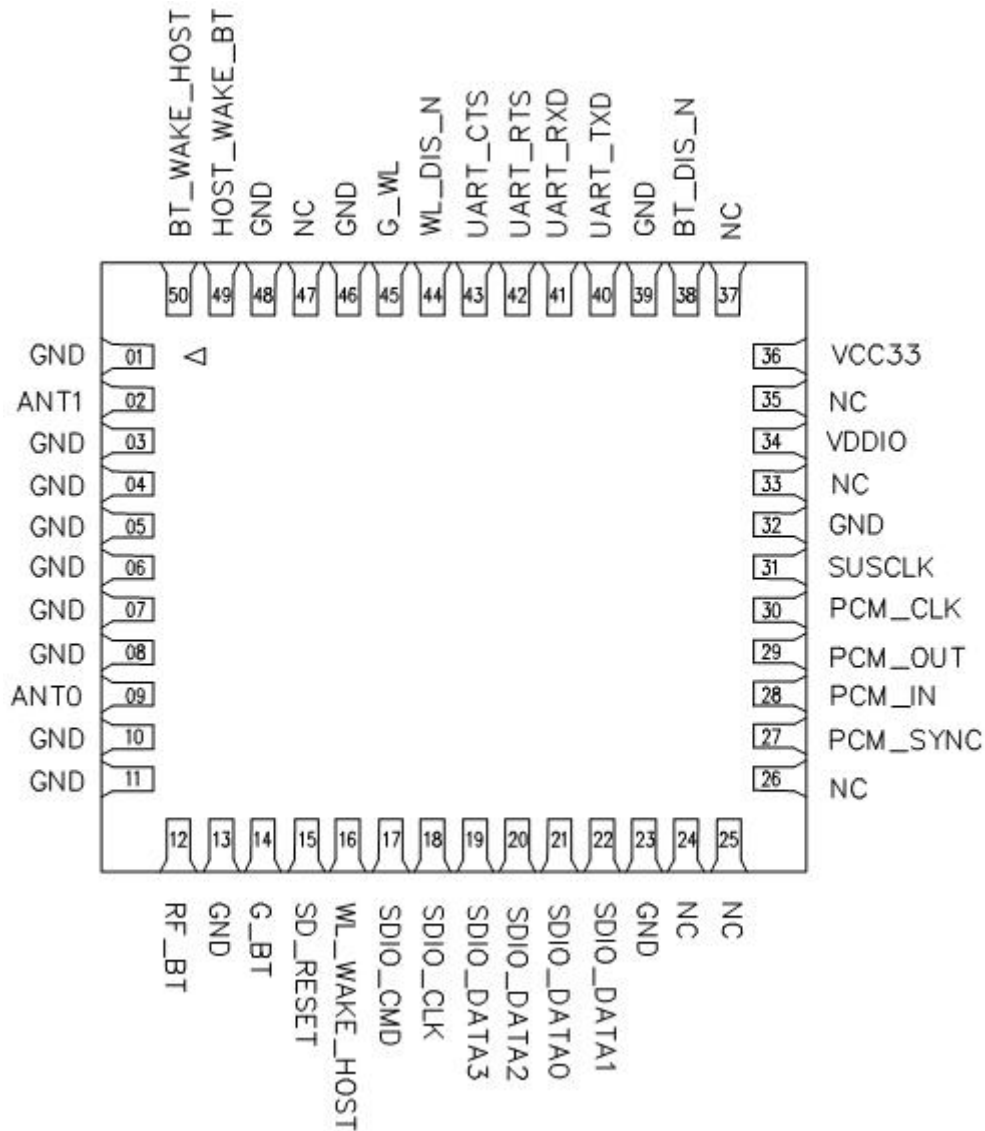 BT_WAKE_HOST
HOST_WAKE_BT
GND
NC
GND
G_WL
WL_DIS_N
UART_CTS
UART_RTS
UART_RXD
UART_TXD
GND
BT_DIS_N
NC
50 49 48 47 46 45 44 43 42 41 40 39 38 37
GND 01 36 VCC33
ANT1 02 35 NC
GND 03 34 VDDIO
GND 04 33 NC
GND 05 32 GND
GND 06 31 SUSCLK
GND 07 30 PCM_CLK
GND 08 29 PCM_OUT
ANT0 09 28 PCM_IN
GND 10 27 PCM_SYNC
GND 11 26 NC
12 13 14 15 16 17 18 19 20 21 22 23 24 25
RF_BT
GND
G_BT
SD_RESET
WL_WAKE_HOST
SDIO_CMD
SDIO_CLK
SDIO_DATA3
SDIO_DATA2
SDIO_DATA0
SDIO_DATA1
GND
NC
NC